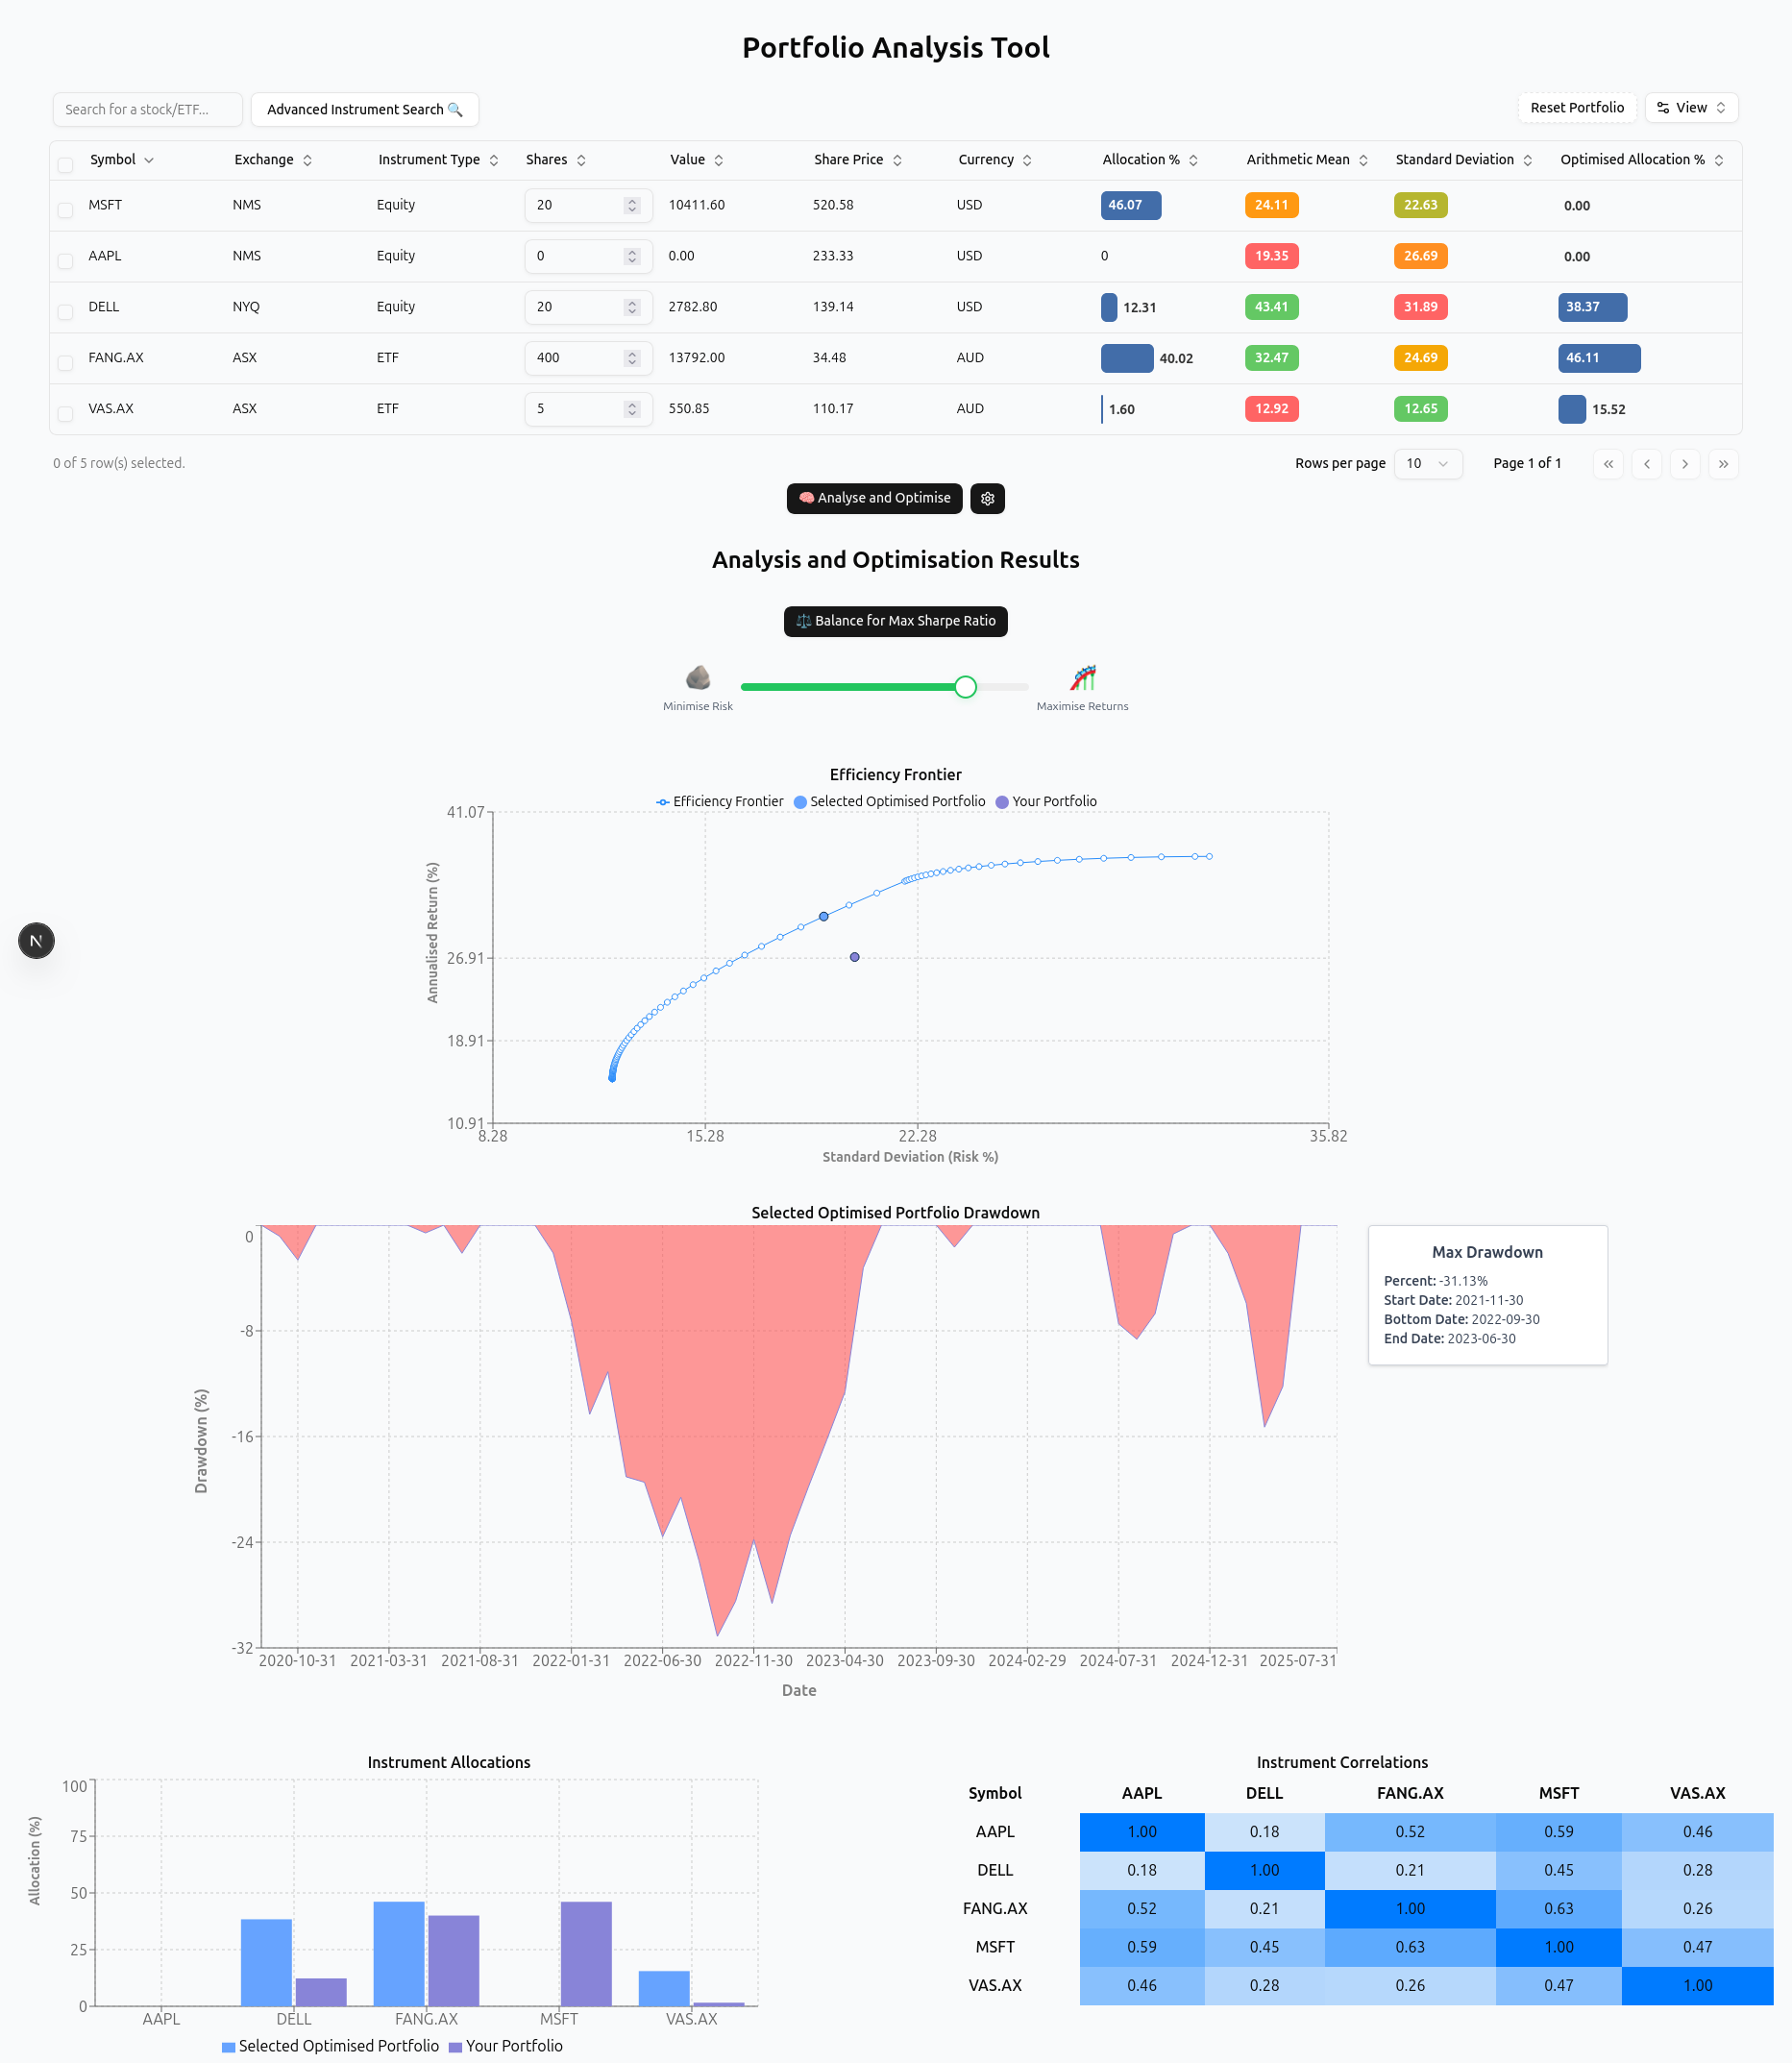 Portfolio Analysis Tool
Search for a stock/ETF... Advanced Instrument Search Reset Portfolio View
Symbol Exchange Instrument Type Shares Value Share Price Currency Allocation % Arithmetic Mean Standard Deviation Optimised Allocation %
MSFT NMS Equity 20 10411.60 520.58 USD 46.07 24.11 22.63 0.00
AAPL NMS Equity 0 0.00 233.33 USD 0 19.35 26.69 0.00
DELL NYQ Equity 20 2782.80 139.14 USD 12.31 43.41 31.89 38.37
FANG.AX ASX ETF 400 13792.00 34.48 AUD 40.02 32.47 24.69 46.11
VAS.AX ASX ETF 5 550.85 110.17 AUD 1.60 12.92 12.65 15.52
0 of 5 row(s) selected. Rows per page 10 Page 1 of 1
Analyse and Optimise
Analysis and Optimisation Results
Balance for Max Sharpe Ratio
Minimise Risk Maximise Returns
Efficiency Frontier
Efficiency Frontier Selected Optimised Portfolio Your Portfolio
41.07
26.91
18.91
10.91
Annualised Return (%)
8.28 15.28 22.28 35.82
Standard Deviation (Risk %)
N
Selected Optimised Portfolio Drawdown
0
-8
-16
-24
-32
Drawdown (%)
2020-10-31 2021-03-31 2021-08-31 2022-01-31 2022-06-30 2022-11-30 2023-04-30 2023-09-30 2024-02-29 2024-07-31 2024-12-31 2025-07-31
Date
Max Drawdown
Percent: -31.13%
Start Date: 2021-11-30
Bottom Date: 2022-09-30
End Date: 2023-06-30
Instrument Allocations
100
75
50
25
0
Allocation (%)
AAPL DELL FANG.AX MSFT VAS.AX
Selected Optimised Portfolio Your Portfolio
Instrument Correlations
Symbol AAPL DELL FANG.AX MSFT VAS.AX
AAPL 1.00 0.18 0.52 0.59 0.46
DELL 0.18 1.00 0.21 0.45 0.28
FANG.AX 0.52 0.21 1.00 0.63 0.26
MSFT 0.59 0.45 0.63 1.00 0.47
VAS.AX 0.46 0.28 0.26 0.47 1.00